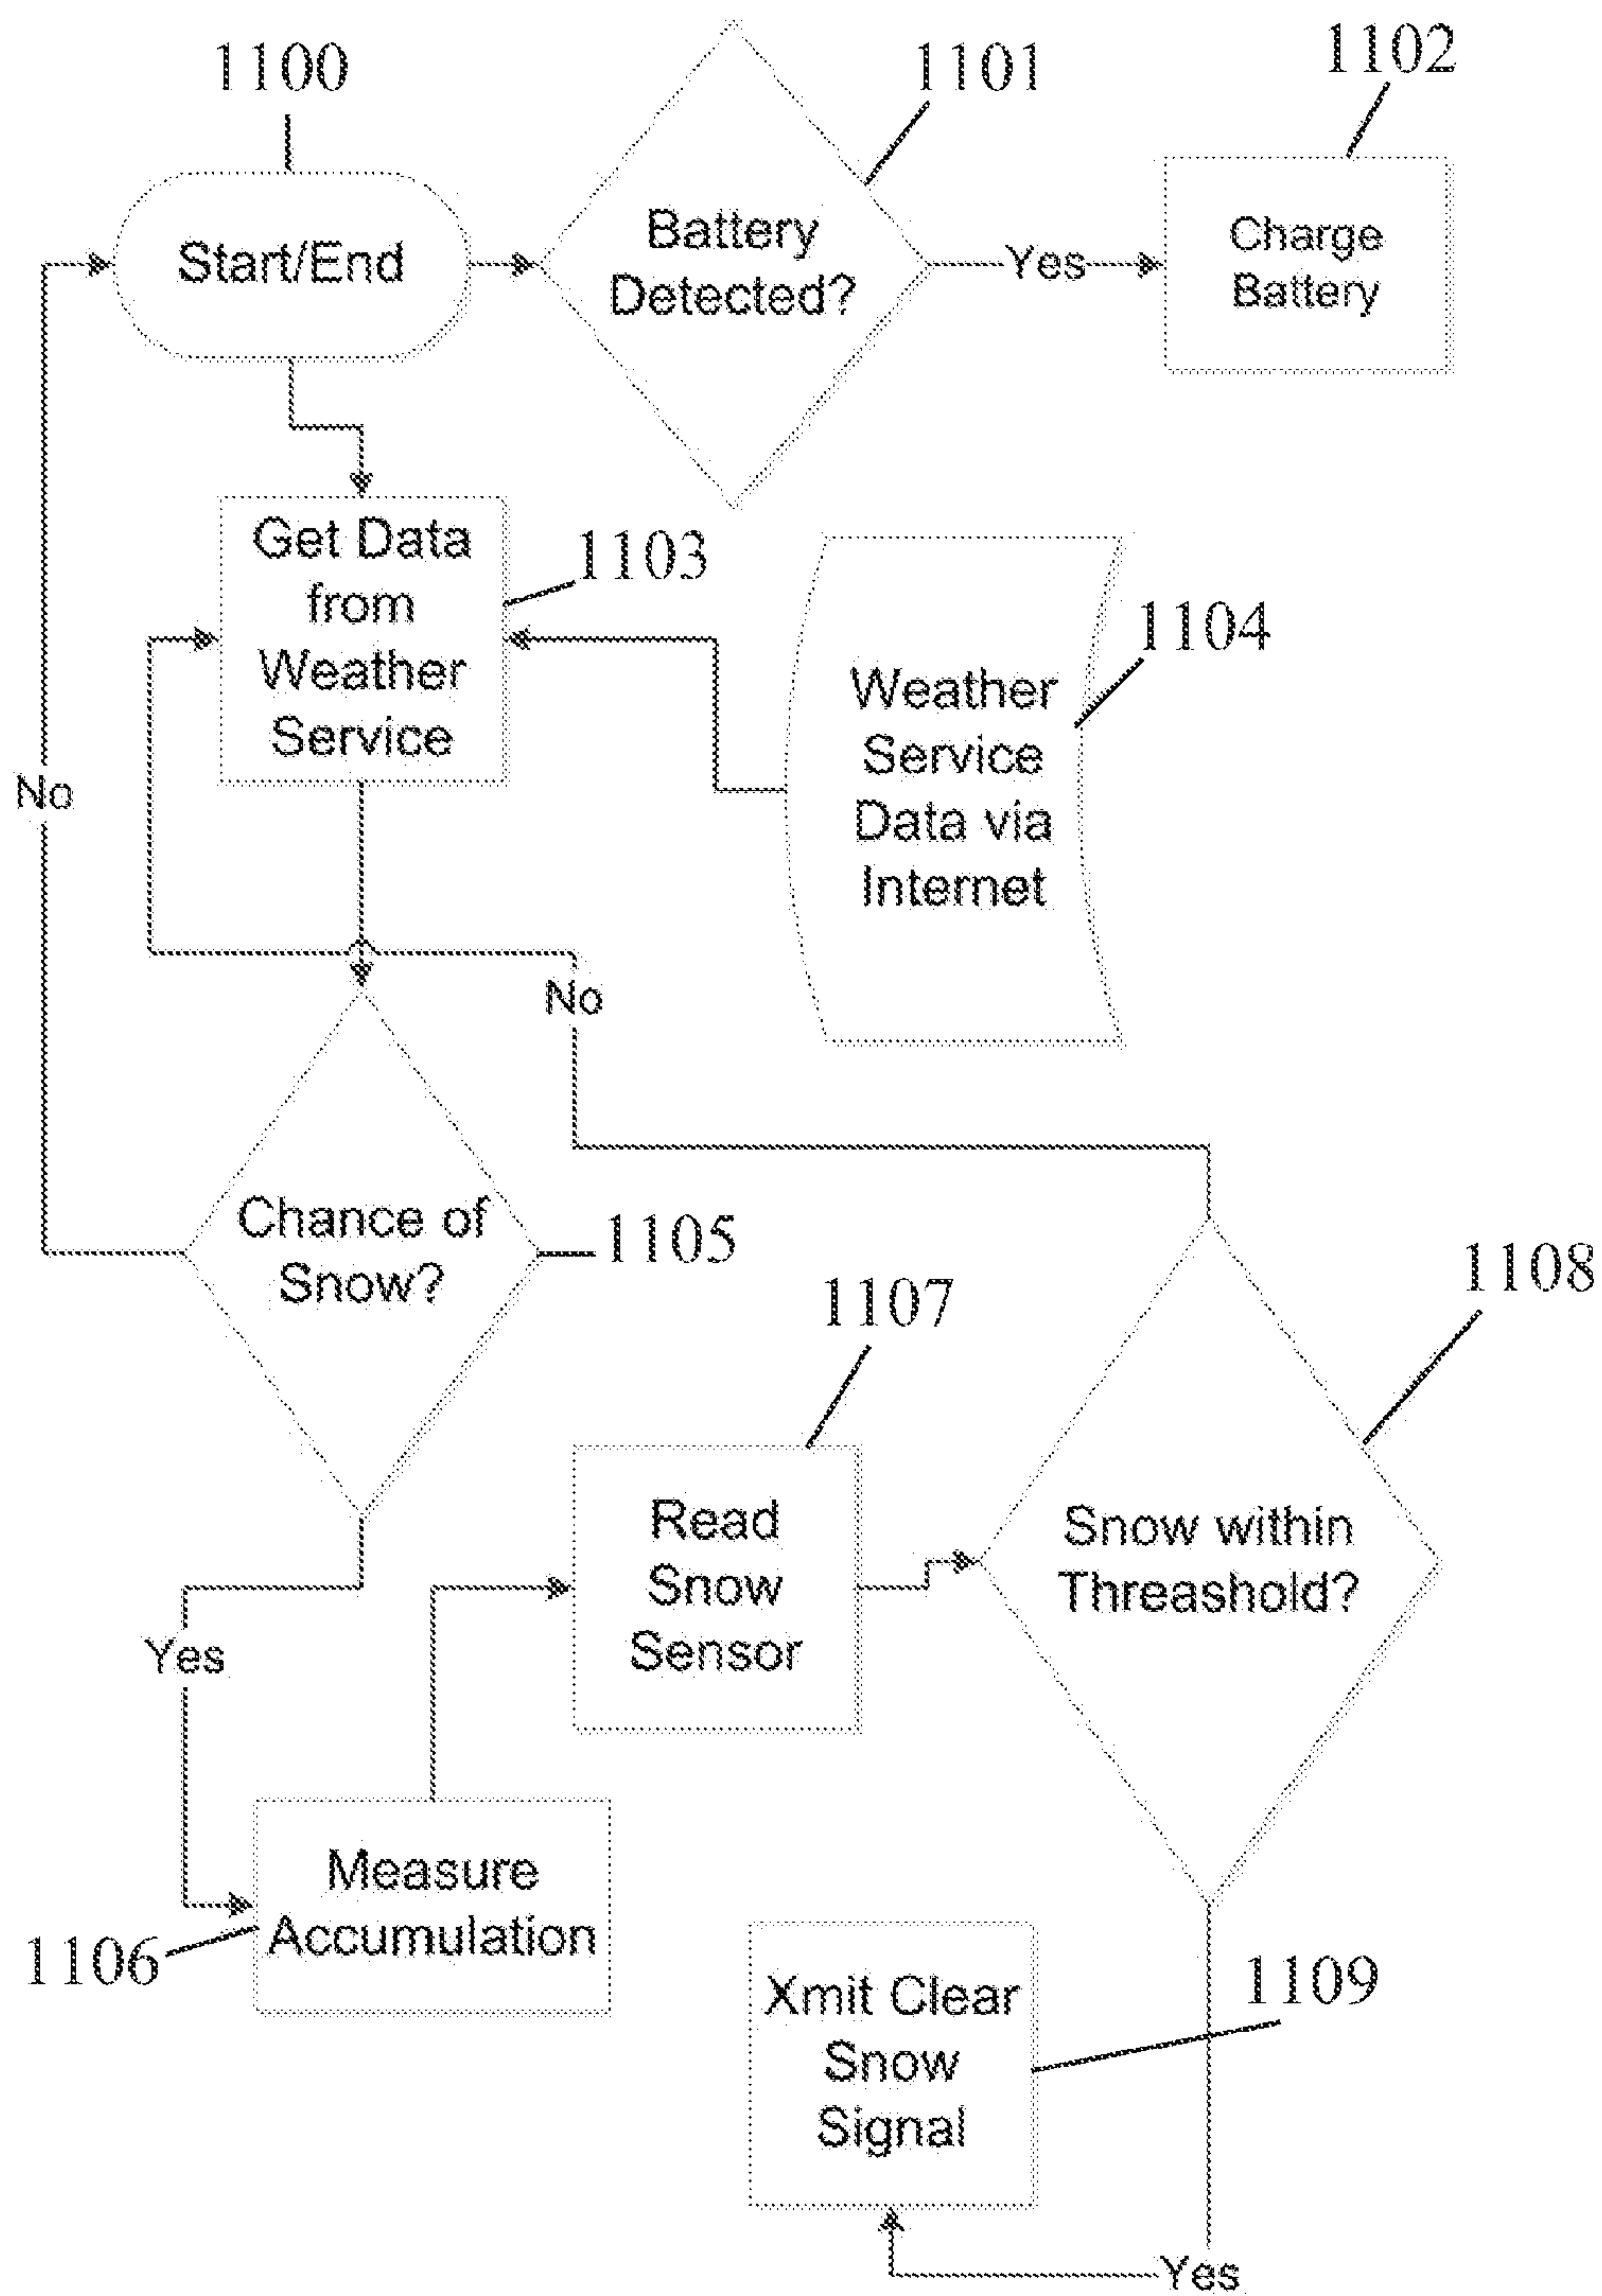 1100
1101
1102
Start/End
Battery
Detected?
Yes
Charge
Battery
Get Data
from
Weather
Service
1103
1104
Weather
Service
Data via
Internet
No
No
Chance of
Snow?
1105
1107
1108
Read
Snow
Sensor
Snow within
Threashold?
Yes
Measure
Accumulation
1106
Xmit Clear
Snow
Signal
1109
Yes